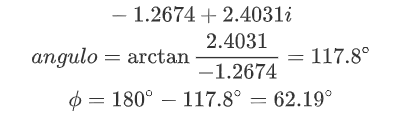 - 1.2674 + 2.4031i
angulo = arctan 2.4031 / -1.2674 = 117.8°
ϕ = 180° - 117.8° = 62.19°